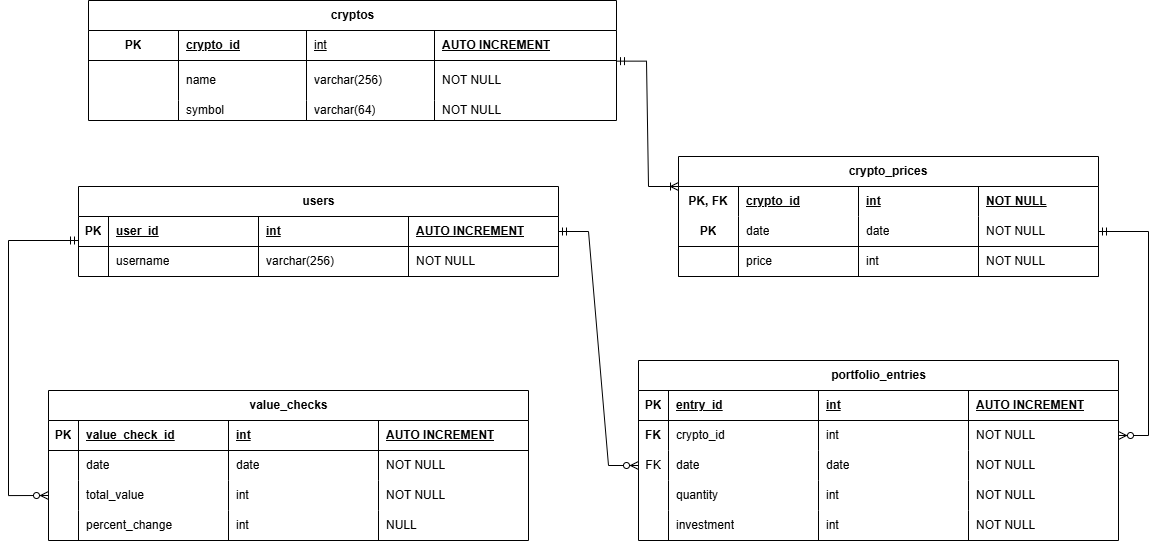 cryptos
PK crypto_id int AUTO INCREMENT
name varchar(256) NOT NULL
symbol varchar(64) NOT NULL
crypto_prices
PK, FK crypto_id int NOT NULL
PK date date NOT NULL
price int NOT NULL
users
PK user_id int AUTO INCREMENT
username varchar(256) NOT NULL
portfolio_entries
PK entry_id int AUTO INCREMENT
FK crypto_id int NOT NULL
FK date date NOT NULL
quantity int NOT NULL
investment int NOT NULL
value_checks
PK value_check_id int AUTO INCREMENT
date date NOT NULL
total_value int NOT NULL
percent_change int NULL